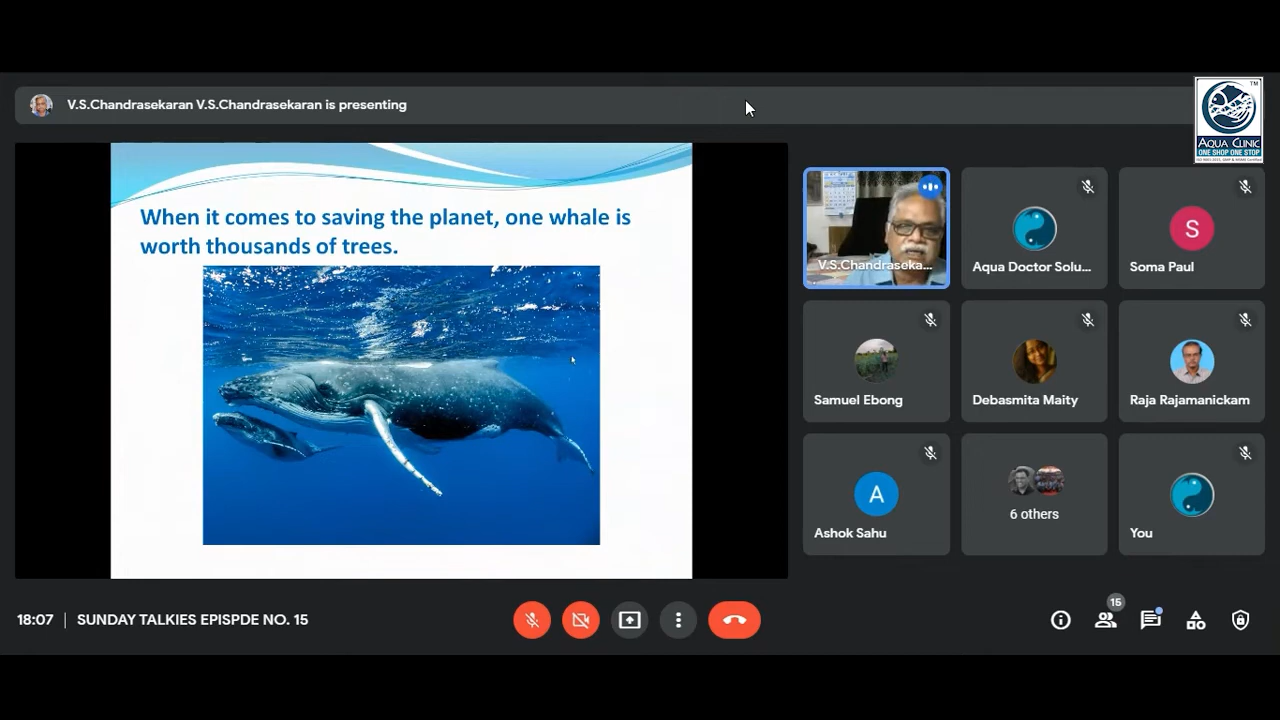 V.S.Chandrasekaran V.S.Chandrasekaran is presenting
TM
AQUA CLINIC
ONE SHOP ONE STOP
When it comes to saving the planet, one whale is
worth thousands of trees.
V.S.Chandraseka...
Aqua Doctor Solu...
S
Soma Paul
Samuel Ebong
Debasmita Maity
Raja Rajamanickam
A
Ashok Sahu
6 others
You
18:07 | SUNDAY TALKIES EPISPDE NO. 15
15